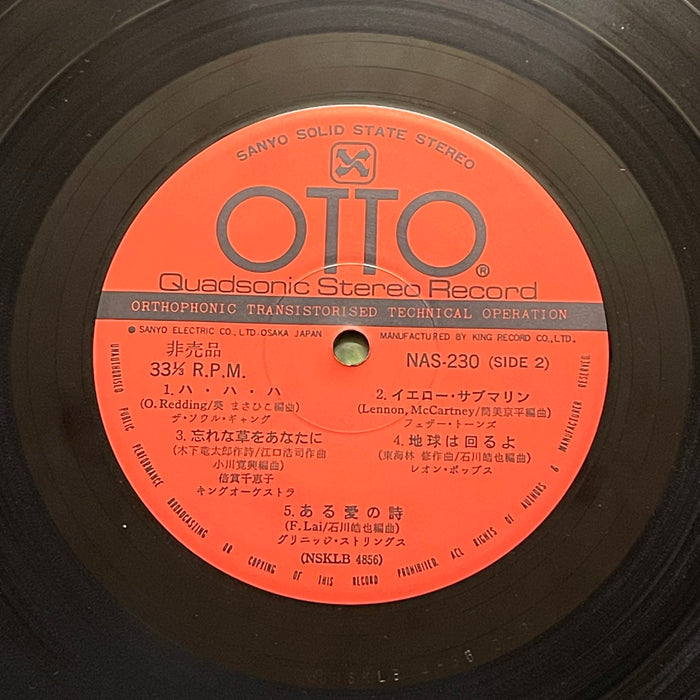 SANYO SOLID STATE STEREO
OTTO®
Quadsonic Stereo Record
ORTHOPHONIC TRANSISTORISED TECHNICAL OPERATION
● SANYO ELECTRIC CO., LTD. OSAKA JAPAN
MANUFACTURED BY KING RECORD CO., LTD.
非売品
33⅓ R.P.M.
NAS-230 (SIDE 2)
1. ハ・ハ・ハ
(O. Redding/葵 まさひこ編曲)
ザ・ソウル・ギャング
2. イエロー・サブマリン
(Lennon, McCartney/筒美京平編曲)
フェザー・トーンズ
3. 忘れな草をあなたに
(木下竜太郎作詩/江口浩司作曲
小川寛興編曲)
倍賞千恵子
キングオーケストラ
4. 地球は回るよ
(東海林 修作曲/石川皓也編曲)
レオン・ポップス
5. ある愛の詩
(F. Lai/石川皓也編曲)
グリニッジ・ストリングス
(NSKLB 4856)
UNAUTHORISED PUBLIC PERFORMANCE BROADCASTING OR COPYING OF THIS RECORD PROHIBITED. ALL RIGHTS OF AUTHORS & MANUFACTURER RESERVED.